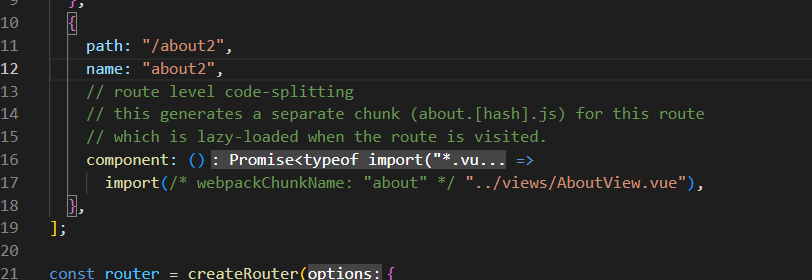 9 },
10 {
11 path: "/about2",
12 name: "about2",
13 // route level code-splitting
14 // this generates a separate chunk (about.[hash].js) for this route
15 // which is lazy-loaded when the route is visited.
16 component: (): Promise<typeof import("*.vu... =>
17 import(/* webpackChunkName: "about" */ "../views/AboutView.vue"),
18 },
19 ];
20
21 const router = createRouter(options: {